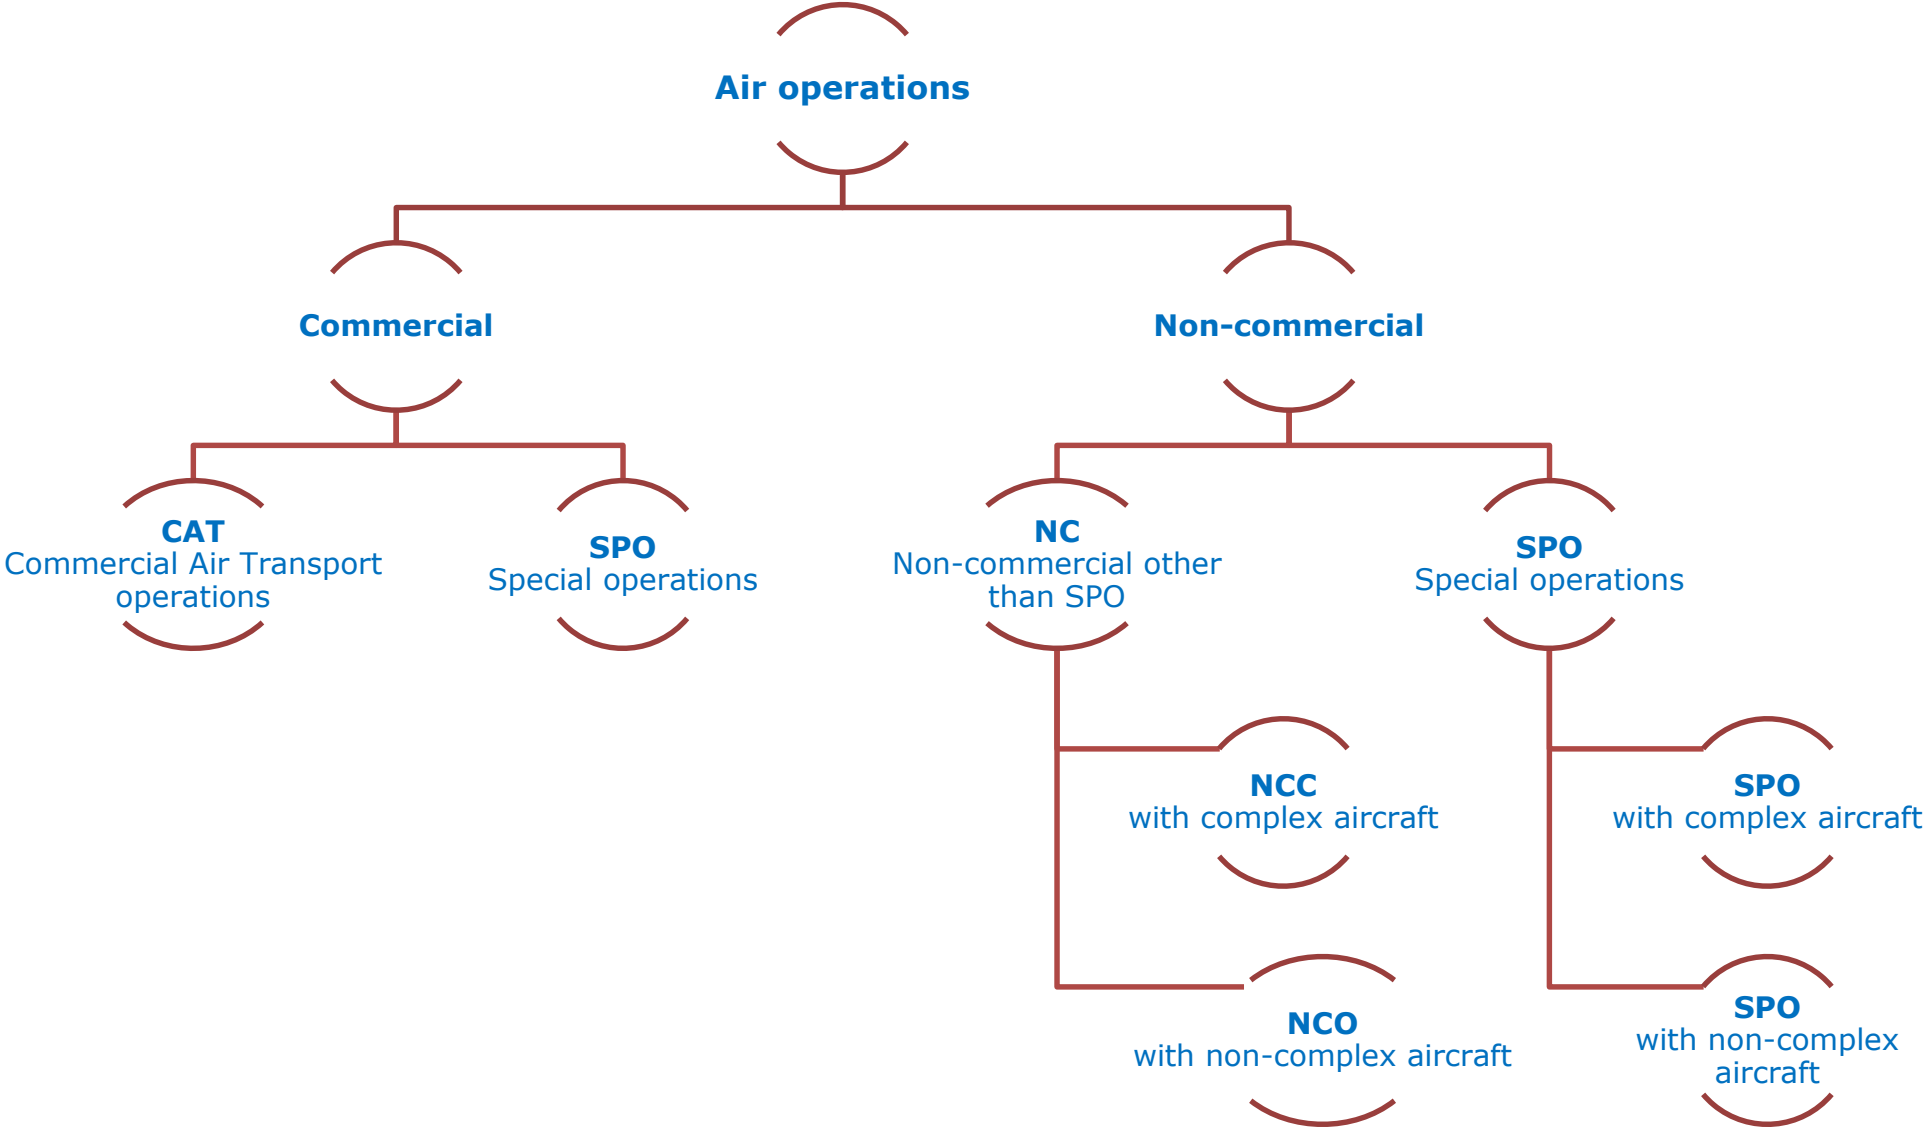 Air operations
Commercial
Non-commercial
CAT
Commercial Air Transport
operations
SPO
Special operations
NC
Non-commercial other
than SPO
SPO
Special operations
NCC
with complex aircraft
SPO
with complex aircraft
NCO
with non-complex aircraft
SPO
with non-complex
aircraft